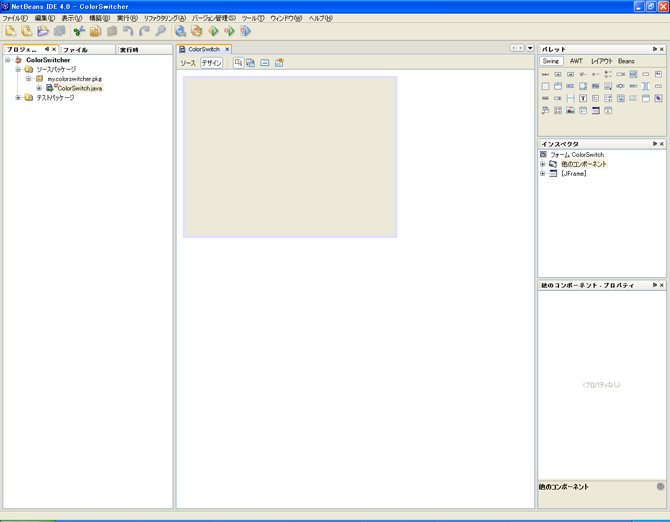 NetBeans IDE 4.0 - ColorSwitcher
ファイル(F) 編集(E) 表示(V) 構築(B) 実行(R) リファクタリング(A) バージョン管理(S) ツール(T) ウィンドウ(W) ヘルプ(H)
プロジェ... ファイル 実行時
ColorSwitcher
ソースパッケージ
my.colorswitcher.pkg
ColorSwitch.java
テストパッケージ
ColorSwitch
ソース デザイン
パレット
Swing AWT レイアウト Beans
インスペクタ
フォーム ColorSwitch
他のコンポーネント
[JFrame]
他のコンポーネント - プロパティ
<プロパティなし>
他のコンポーネント